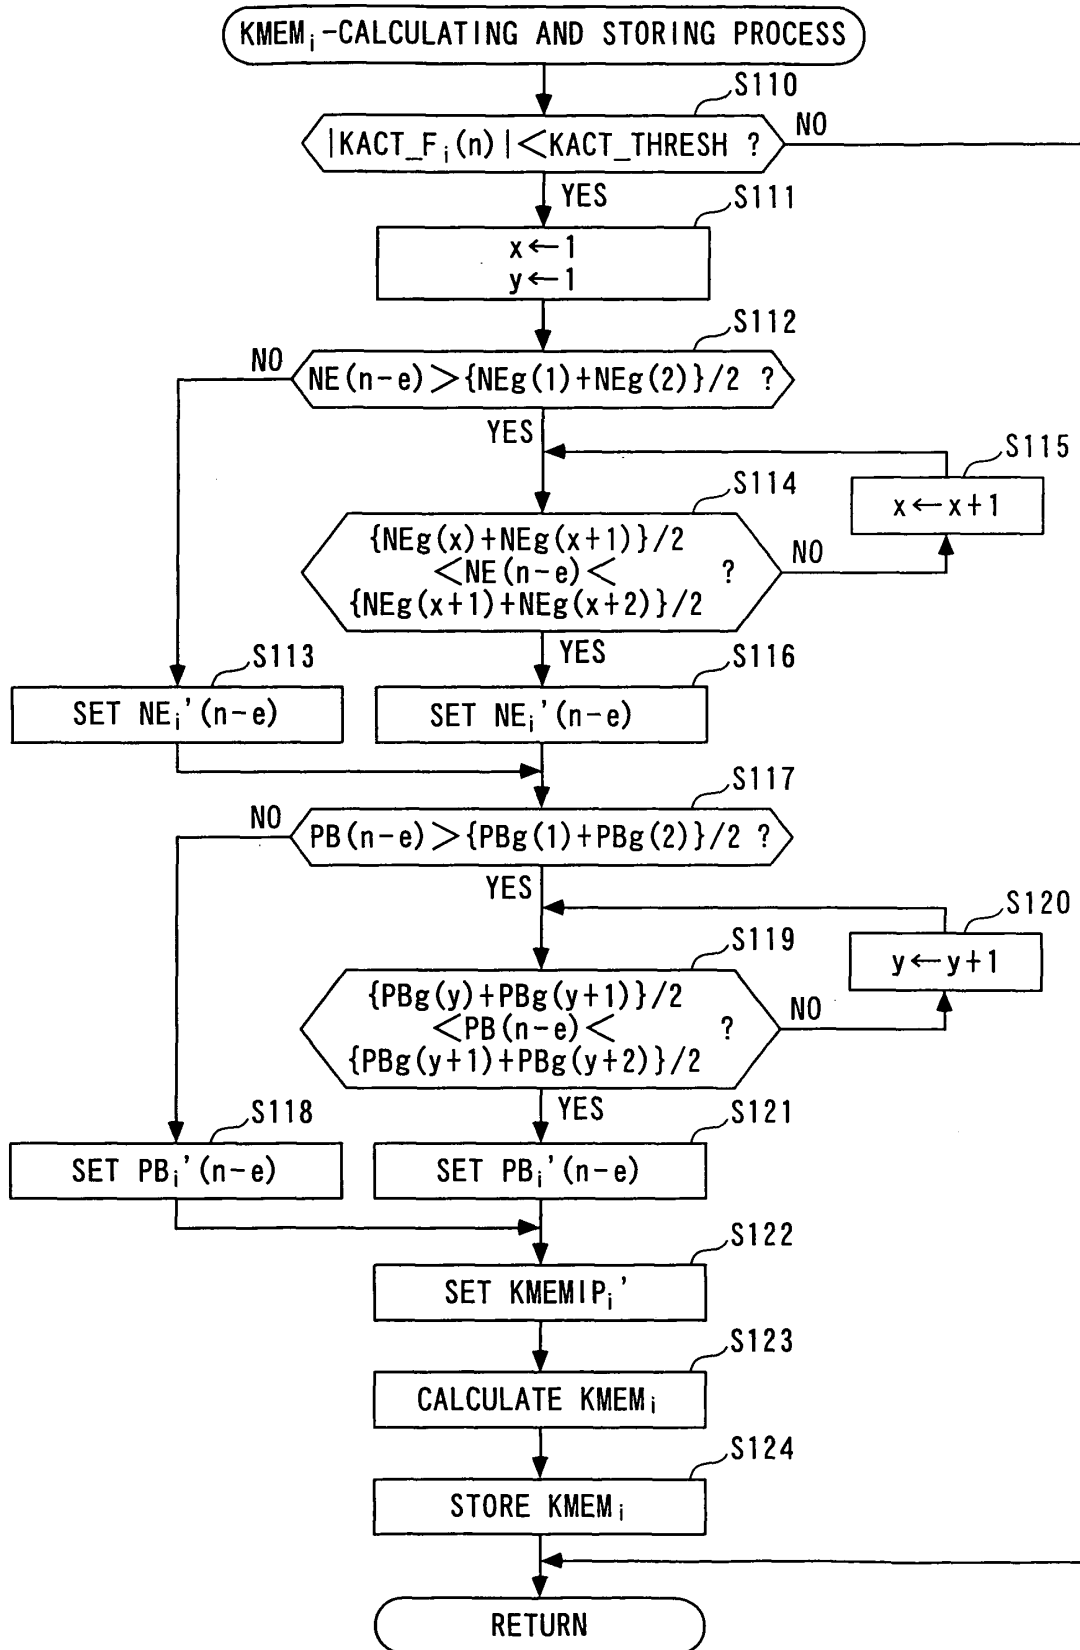 KMEMi-CALCULATING AND STORING PROCESS
S110
|KACT_Fi(n)|<KACT_THRESH ?
NO
YES
S111
x←1
y←1
S112
NO
NE(n-e)>{NEg(1)+NEg(2)}/2 ?
YES
S115
x←x+1
S114
{NEg(x)+NEg(x+1)}/2
<NE(n-e)< ?
{NEg(x+1)+NEg(x+2)}/2
NO
YES
S113
SET NEi'(n-e)
S116
SET NEi'(n-e)
S117
NO
PB(n-e)>{PBg(1)+PBg(2)}/2 ?
YES
S120
y←y+1
S119
{PBg(y)+PBg(y+1)}/2
<PB(n-e)< ?
{PBg(y+1)+PBg(y+2)}/2
NO
YES
S118
SET PBi'(n-e)
S121
SET PBi'(n-e)
S122
SET KMEMIPi'
S123
CALCULATE KMEMi
S124
STORE KMEMi
RETURN